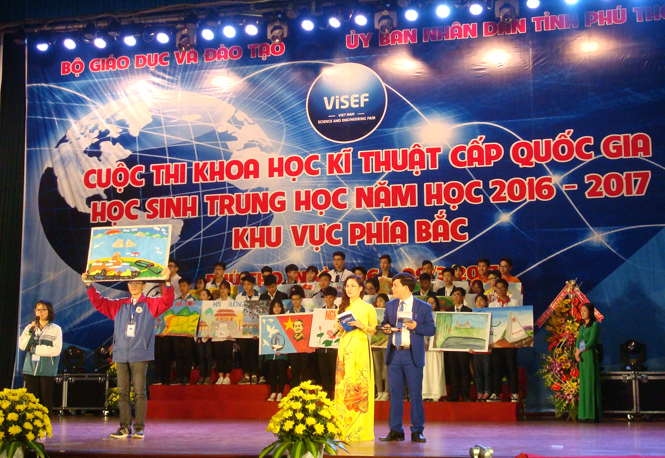 BỘ GIÁO DỤC VÀ ĐÀO TẠO
ỦY BAN NHÂN DÂN TỈNH PHÚ THỌ
ViSEF
VIET NAM
SCIENCE AND ENGINEERING FAIR
CUỘC THI KHOA HỌC KĨ THUẬT CẤP QUỐC GIA
HỌC SINH TRUNG HỌC NĂM HỌC 2016 - 2017
KHU VỰC PHÍA BẮC